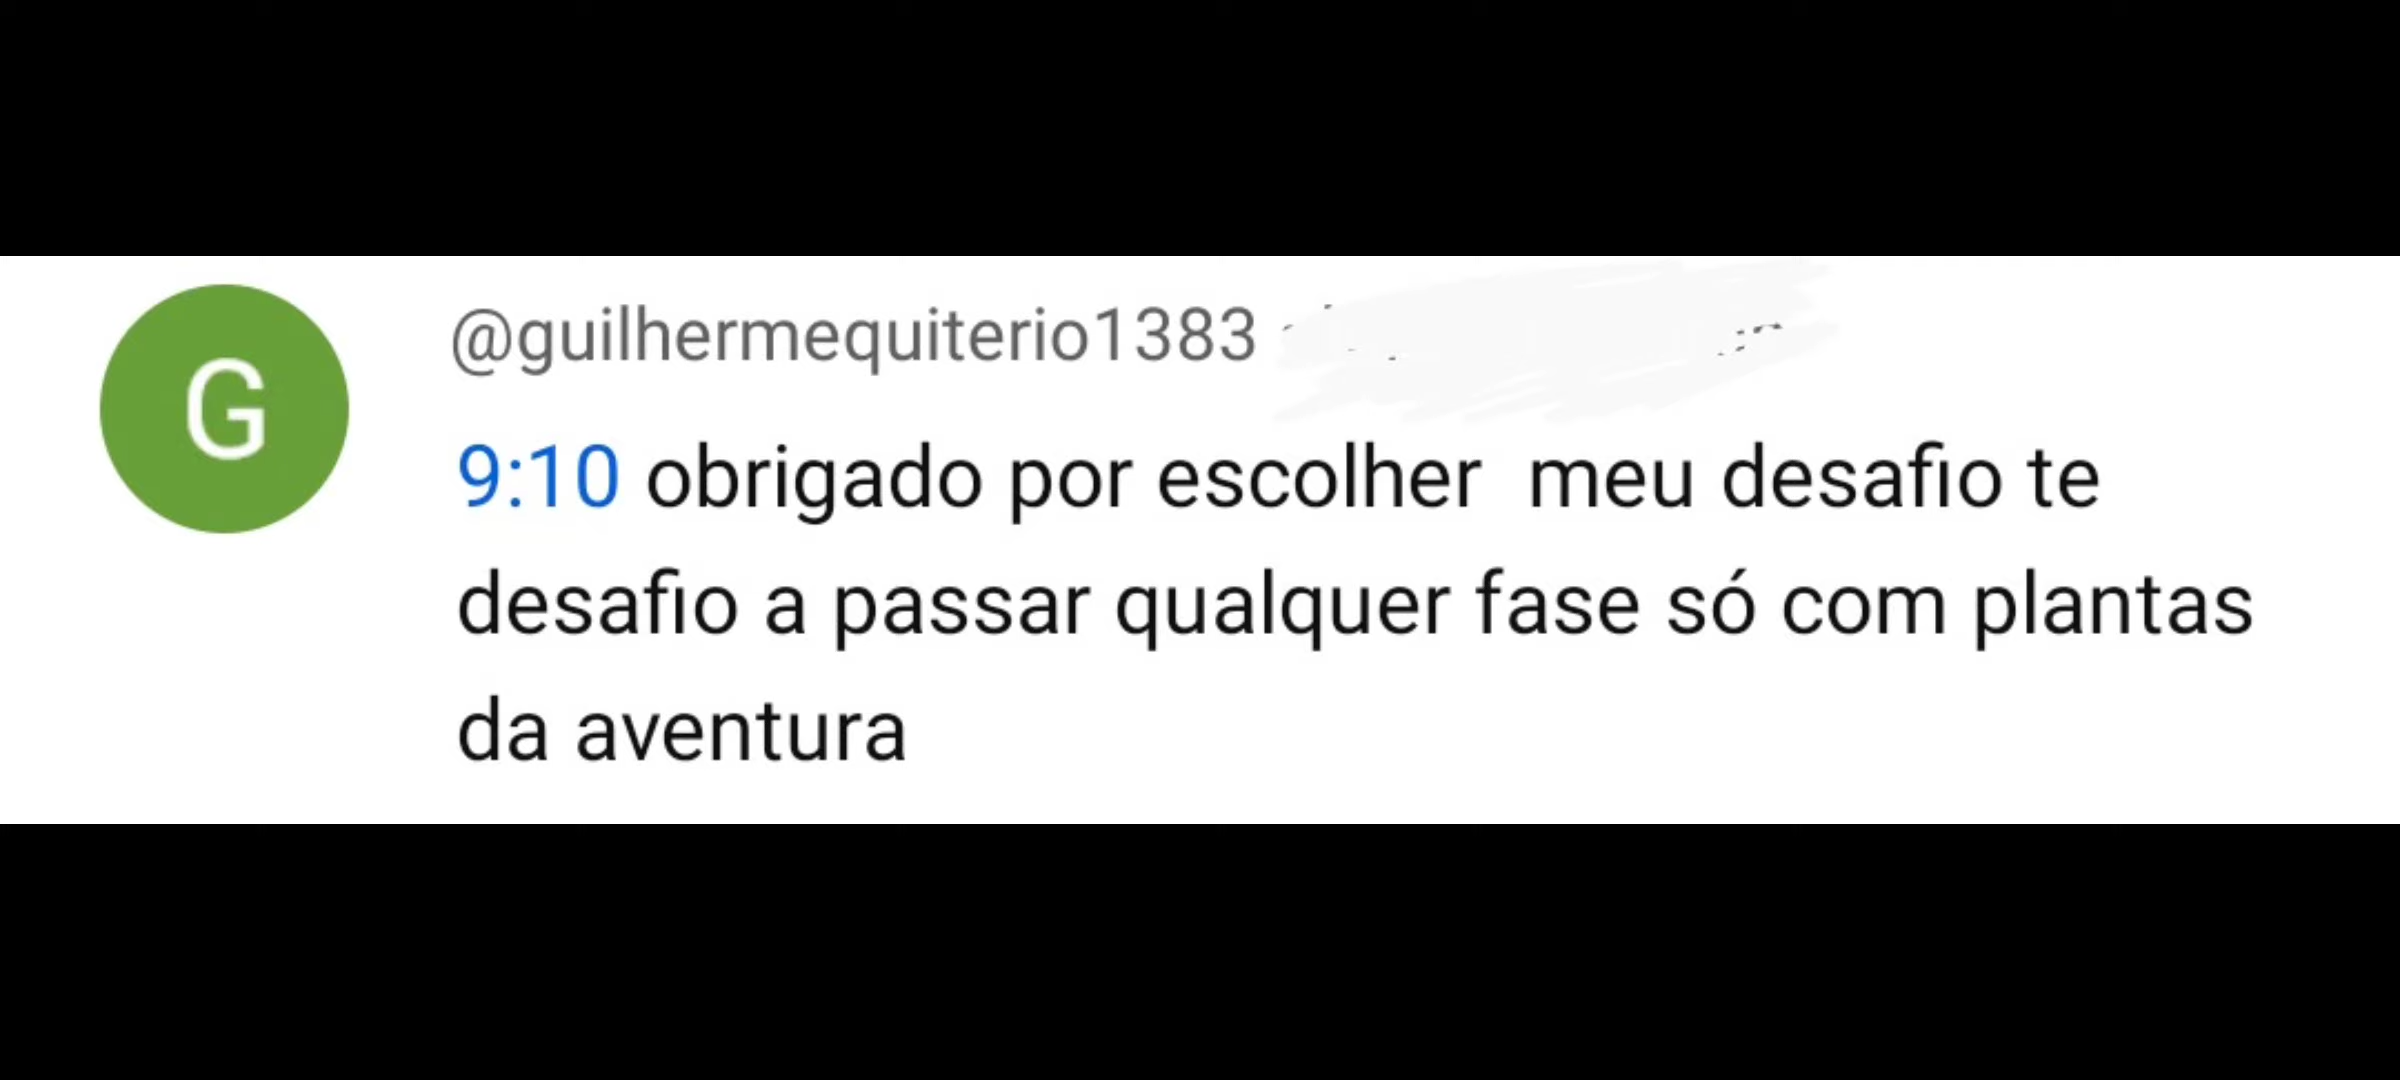 G
@guilhermequiterio1383
9:10 obrigado por escolher  meu desafio te
desafio a passar qualquer fase só com plantas
da aventura